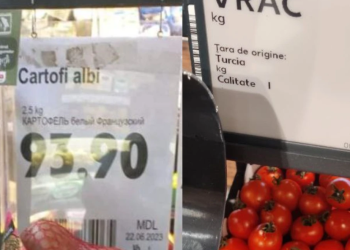 Cartofi albi
2.5 kg
КАРТОФЕЛЬ белый Французский
93.90
MDL
22.06.2023
VRAC
kg
Tara de origine:
Turcia
kg
Calitate I